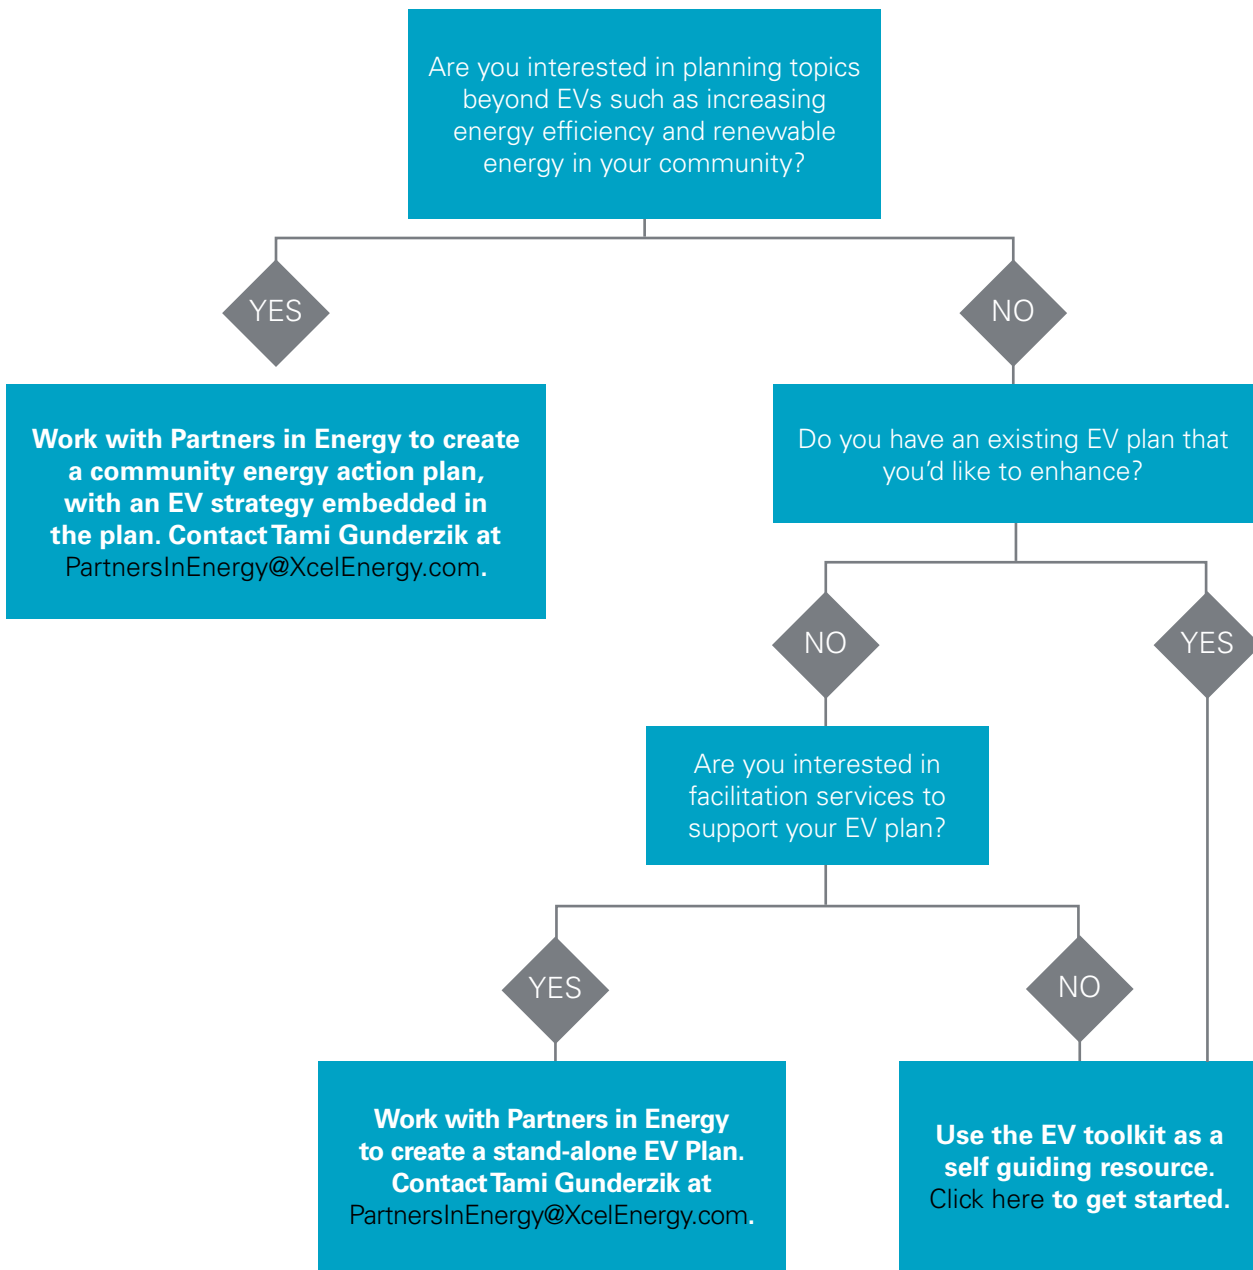 Are you interested in planning topics
beyond EVs such as increasing
energy efficiency and renewable
energy in your community?
YES
NO
Work with Partners in Energy to create
a community energy action plan,
with an EV strategy embedded in
the plan. Contact Tami Gunderzik at
PartnersInEnergy@XcelEnergy.com.
Do you have an existing EV plan that
you’d like to enhance?
NO
YES
Are you interested in
facilitation services to
support your EV plan?
YES
NO
Work with Partners in Energy
to create a stand-alone EV Plan.
Contact Tami Gunderzik at
PartnersInEnergy@XcelEnergy.com.
Use the EV toolkit as a
self guiding resource.
Click here to get started.